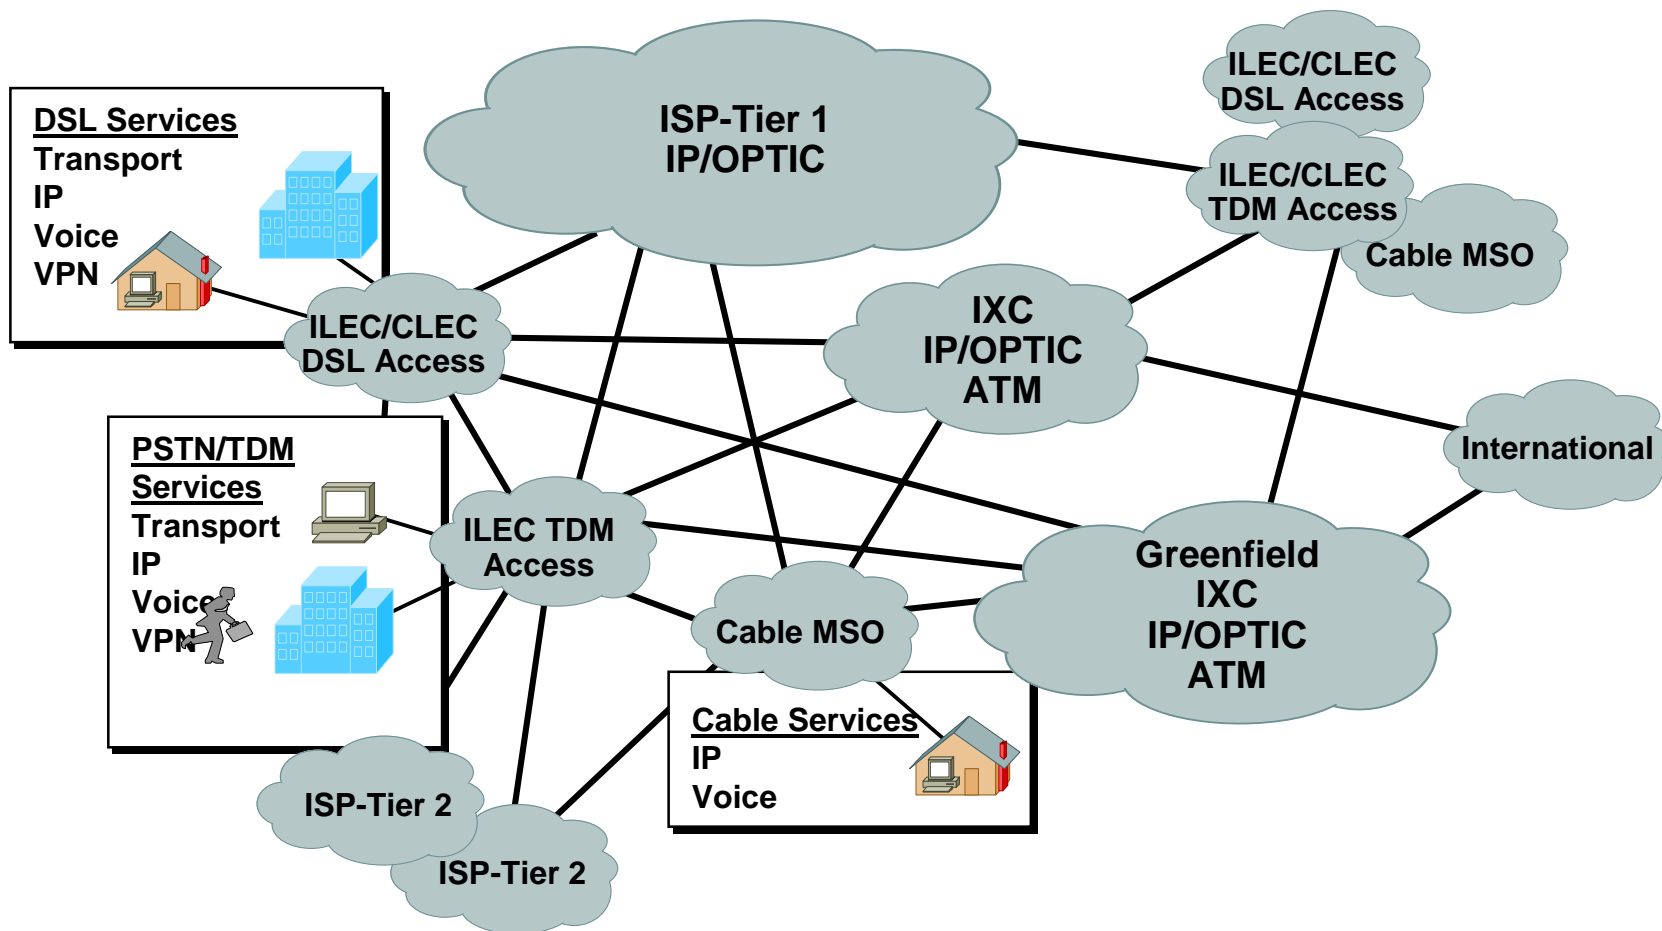 ISP-Tier 1
IP/OPTIC
ILEC/CLEC
DSL Access
ILEC/CLEC
TDM Access
Cable MSO
DSL Services
Transport
IP
Voice
VPN
ILEC/CLEC
DSL Access
IXC
IP/OPTIC
ATM
International
PSTN/TDM
Services
Transport
IP
Voice
VPN
ILEC TDM
Access
Greenfield
IXC
IP/OPTIC
ATM
Cable MSO
Cable Services
IP
Voice
ISP-Tier 2
ISP-Tier 2